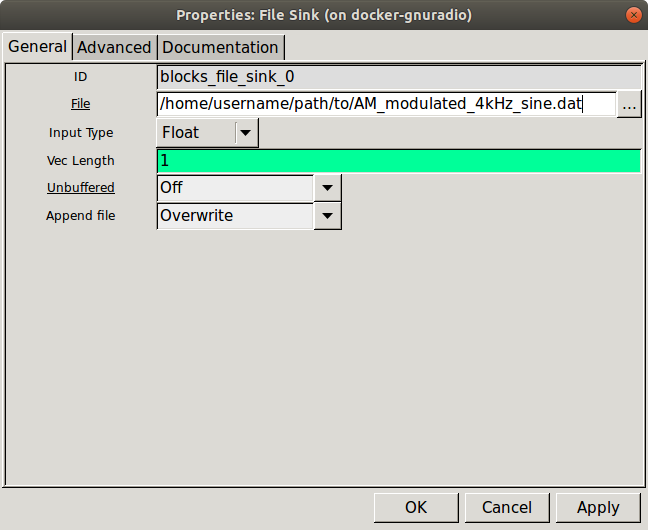 Properties: File Sink (on docker-gnuradio)
General Advanced Documentation
ID blocks_file_sink_0
File /home/username/path/to/AM_modulated_4kHz_sine.dat ...
Input Type Float
Vec Length 1
Unbuffered Off
Append file Overwrite
OK Cancel Apply